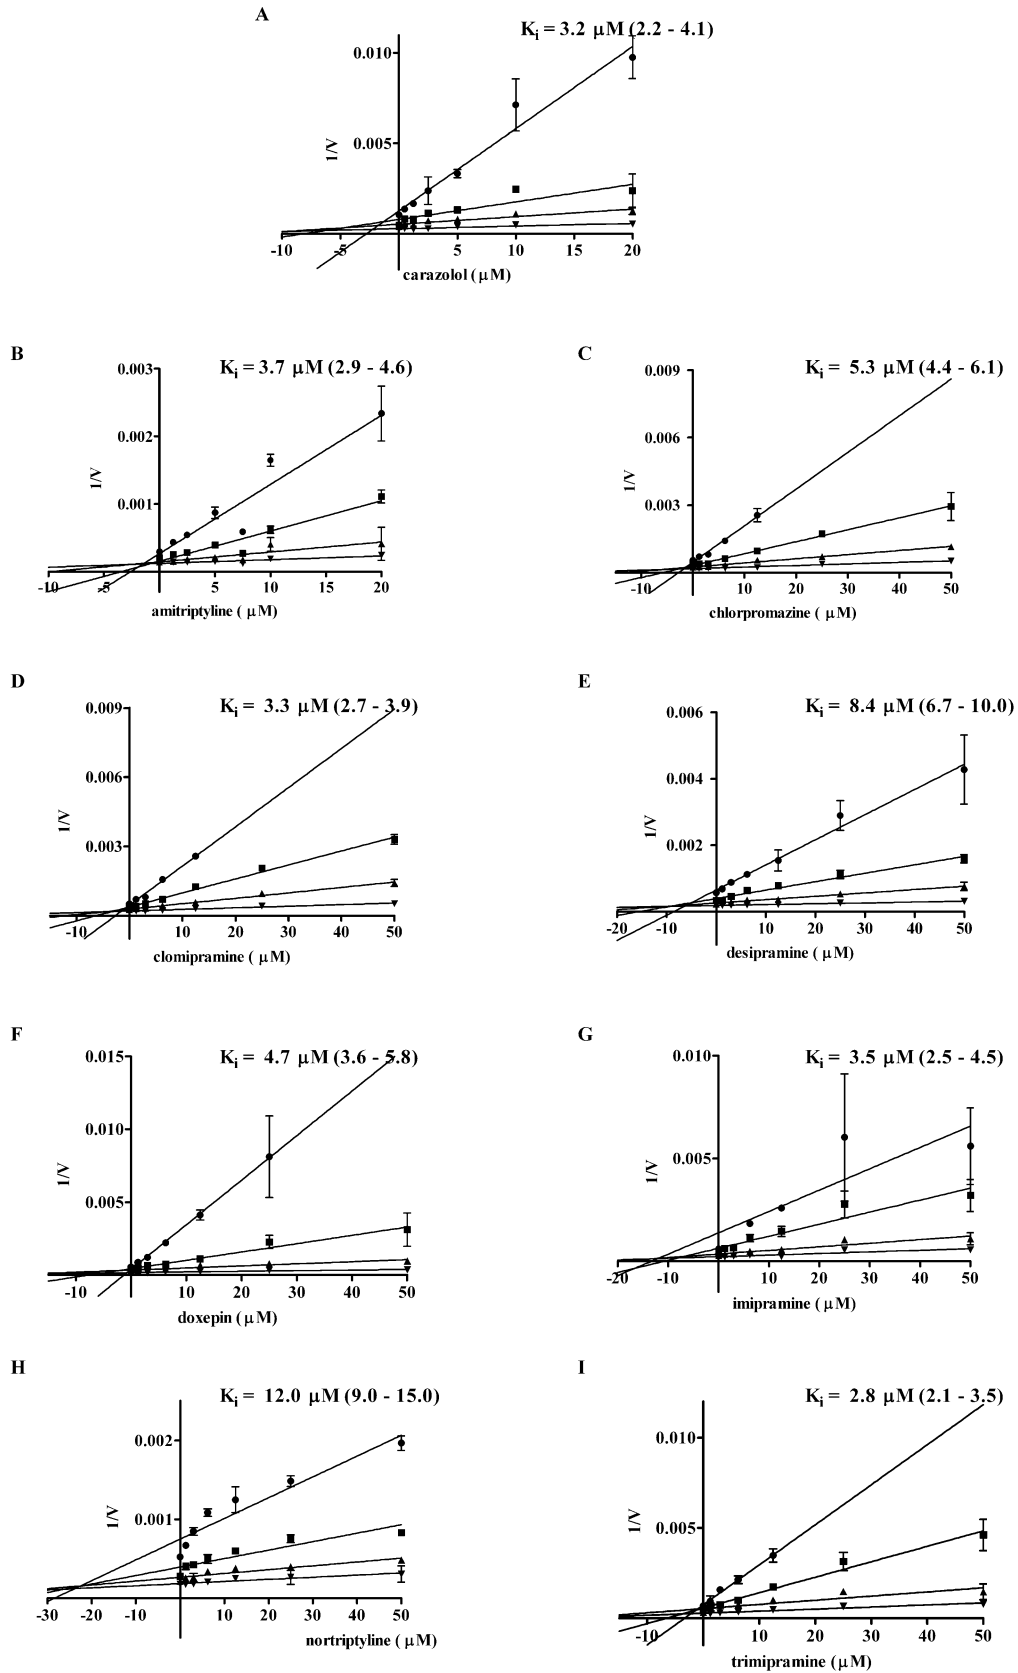 A
Ki = 3.2 μM (2.2 - 4.1)
0.010
0.005
1/V
-10 -5 5 10 15 20
carazolol ( μM)
B
Ki = 3.7 μM (2.9 - 4.6)
0.003
0.002
0.001
1/V
-10 -5 0 5 10 15 20
amitriptyline ( μM)
C
Ki = 5.3 μM (4.4 - 6.1)
0.009
0.006
0.003
1/V
-10 10 20 30 40 50
chlorpromazine ( μM)
D
Ki = 3.3 μM (2.7 - 3.9)
0.009
0.006
0.003
1/V
-10 10 20 30 40 50
clomipramine ( μM)
E
Ki = 8.4 μM (6.7 - 10.0)
0.006
0.004
0.002
1/V
-20 -10 10 20 30 40 50
desipramine ( μM)
F
Ki = 4.7 μM (3.6 - 5.8)
0.015
0.010
0.005
1/V
-10 10 20 30 40 50
doxepin ( μM)
G
Ki = 3.5 μM (2.5 - 4.5)
0.010
0.005
1/V
-20 -10 10 20 30 40 50
imipramine ( μM)
H
Ki = 12.0 μM (9.0 - 15.0)
0.002
0.001
1/V
-30 -20 -10 10 20 30 40 50
nortriptyline ( μM)
I
Ki = 2.8 μM (2.1 - 3.5)
0.010
0.005
1/V
-10 10 20 30 40 50
trimipramine ( μM)